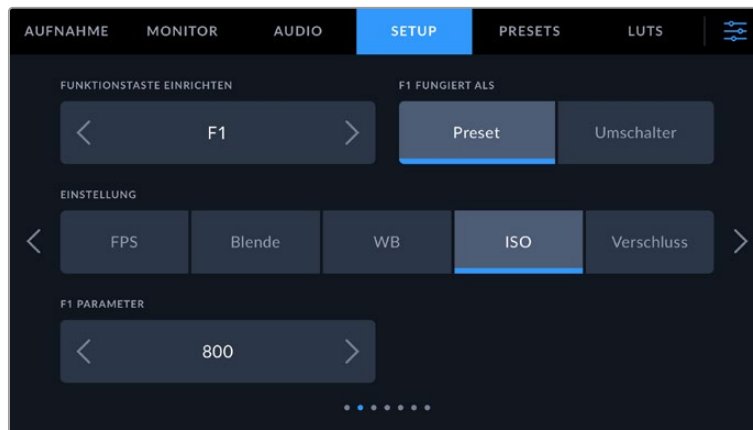 AUFNAHME MONITOR AUDIO SETUP PRESETS LUTS
FUNKTIONSTASTE EINRICHTEN F1 FUNGIERT ALS
F1 Preset Umschalter
EINSTELLUNG
FPS Blende WB ISO Verschluss
F1 PARAMETER
800